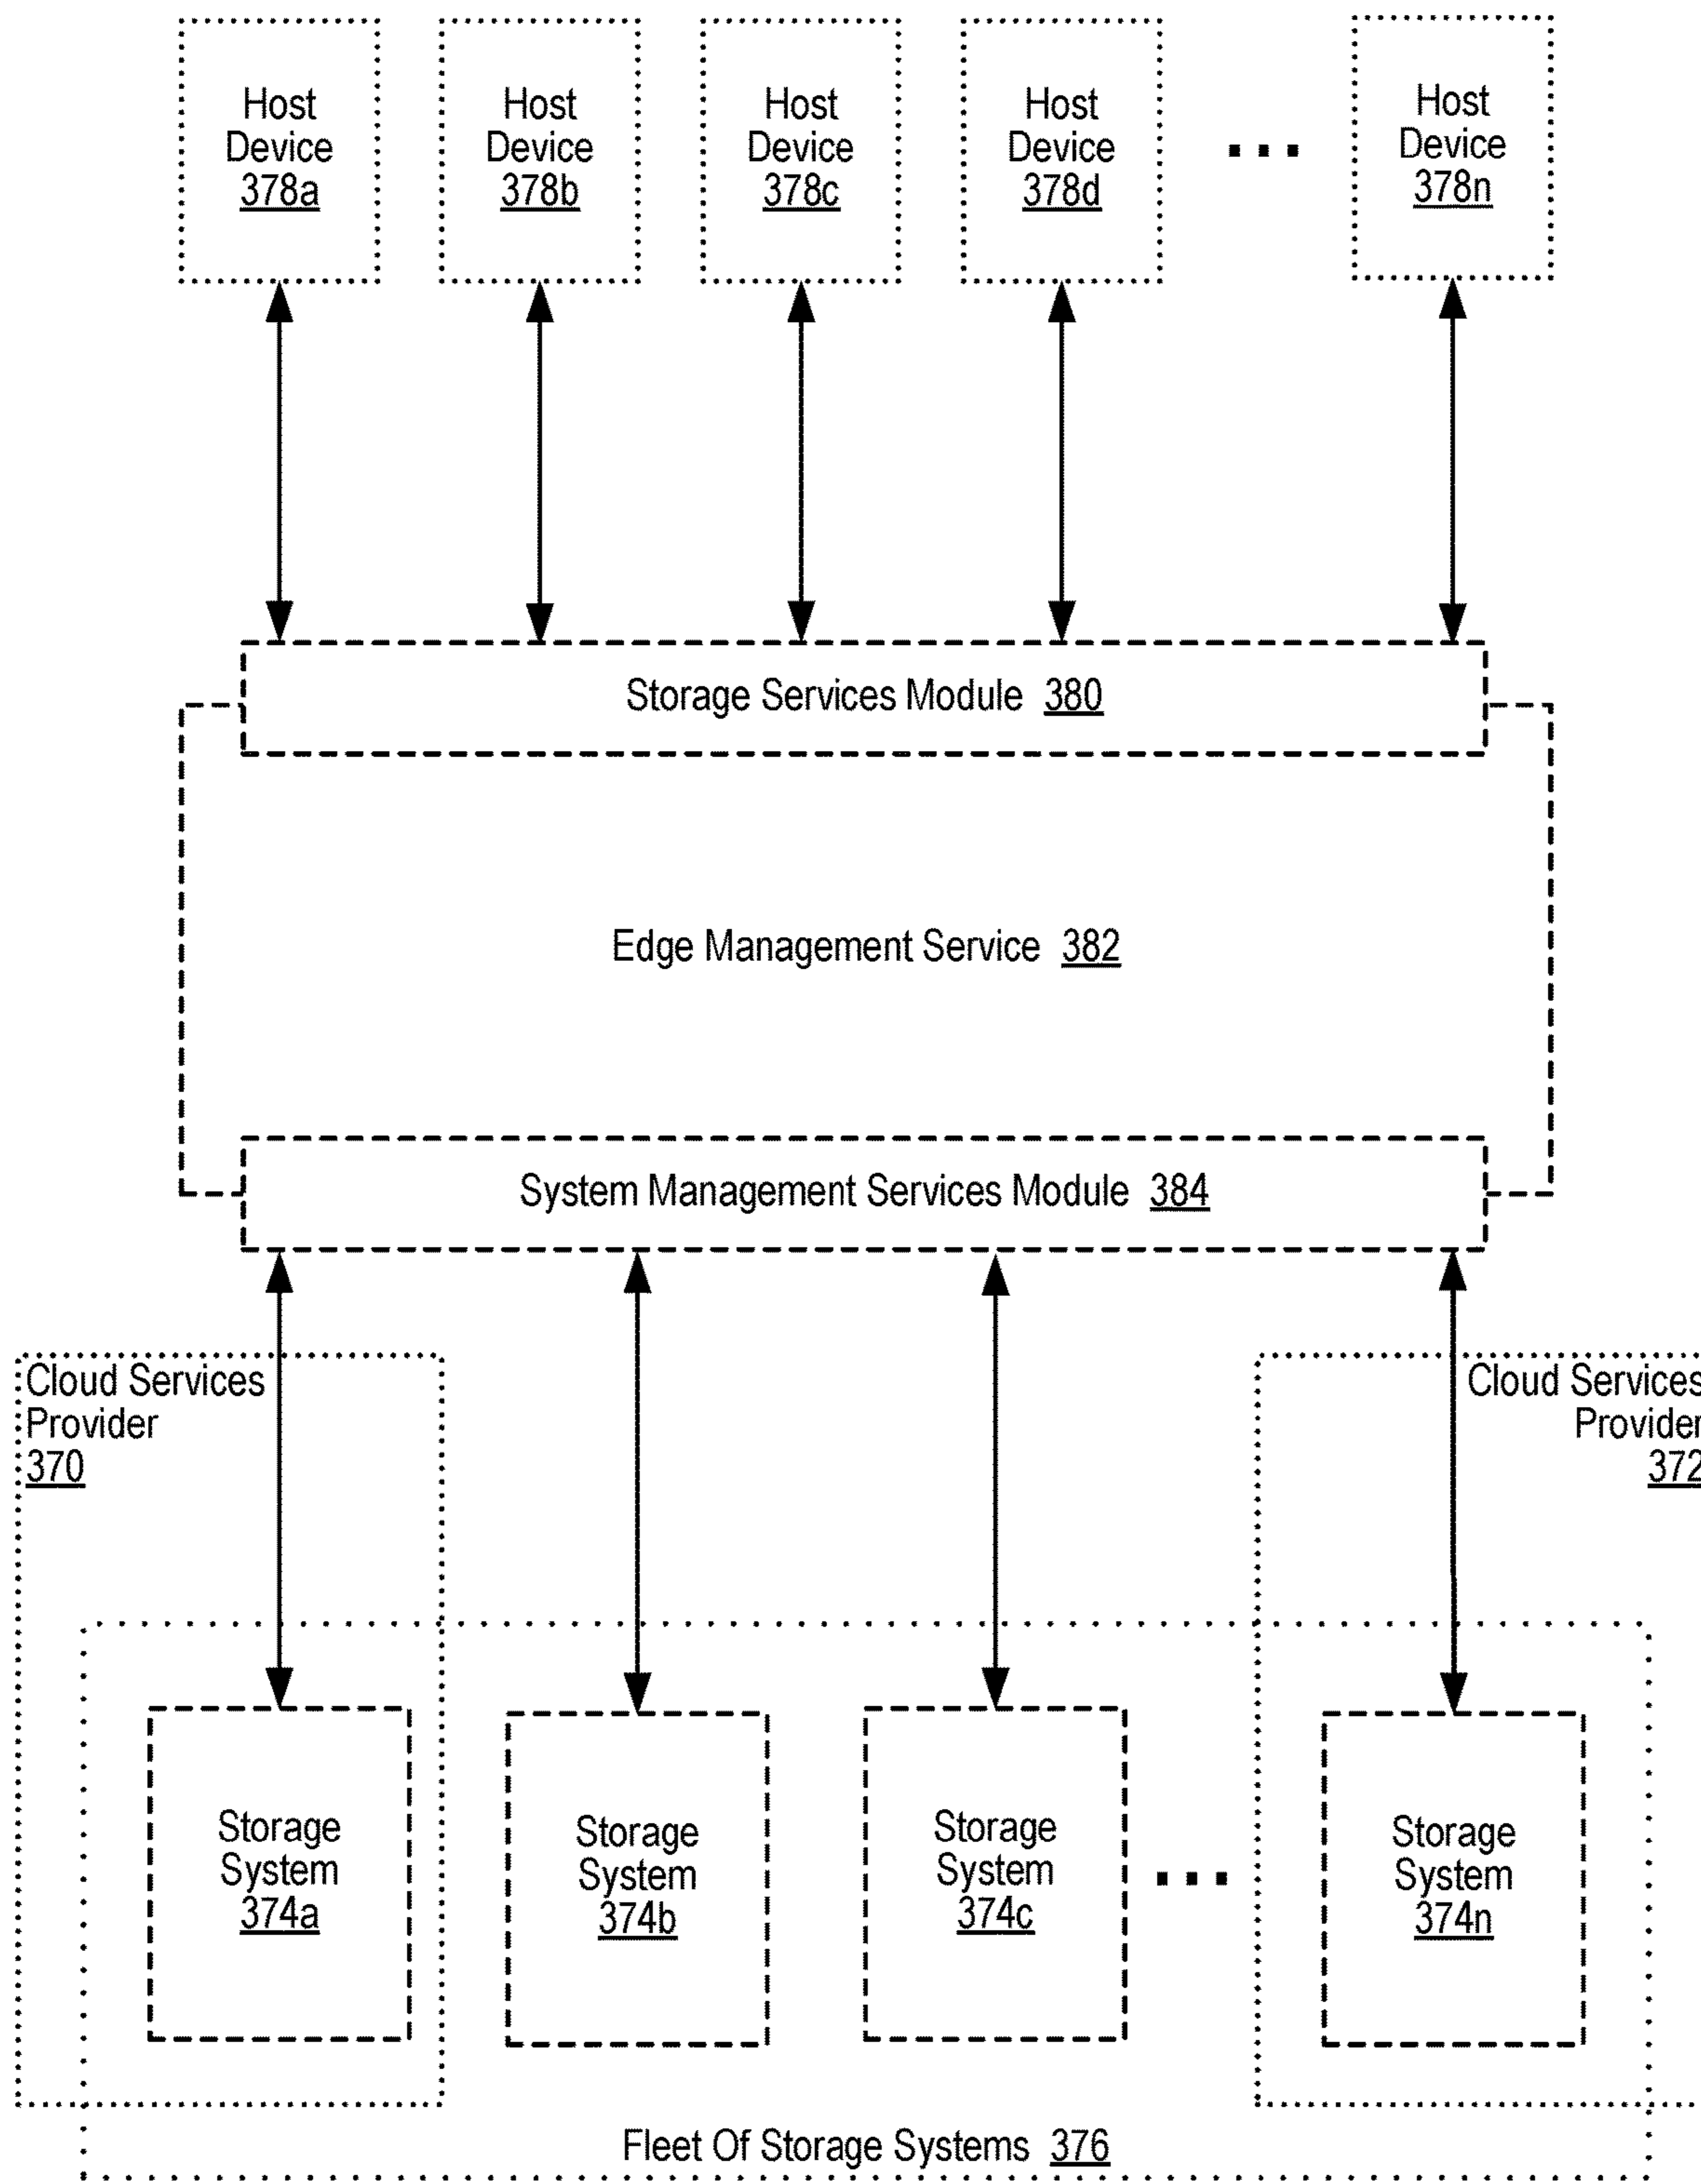 Host
Device
378a
Host
Device
378b
Host
Device
378c
Host
Device
378d
...
Host
Device
378n
Storage Services Module 380
Edge Management Service 382
System Management Services Module 384
Cloud Services
Provider
370
Cloud Services
Provider
372
Storage
System
374a
Storage
System
374b
Storage
System
374c
...
Storage
System
374n
Fleet Of Storage Systems 376